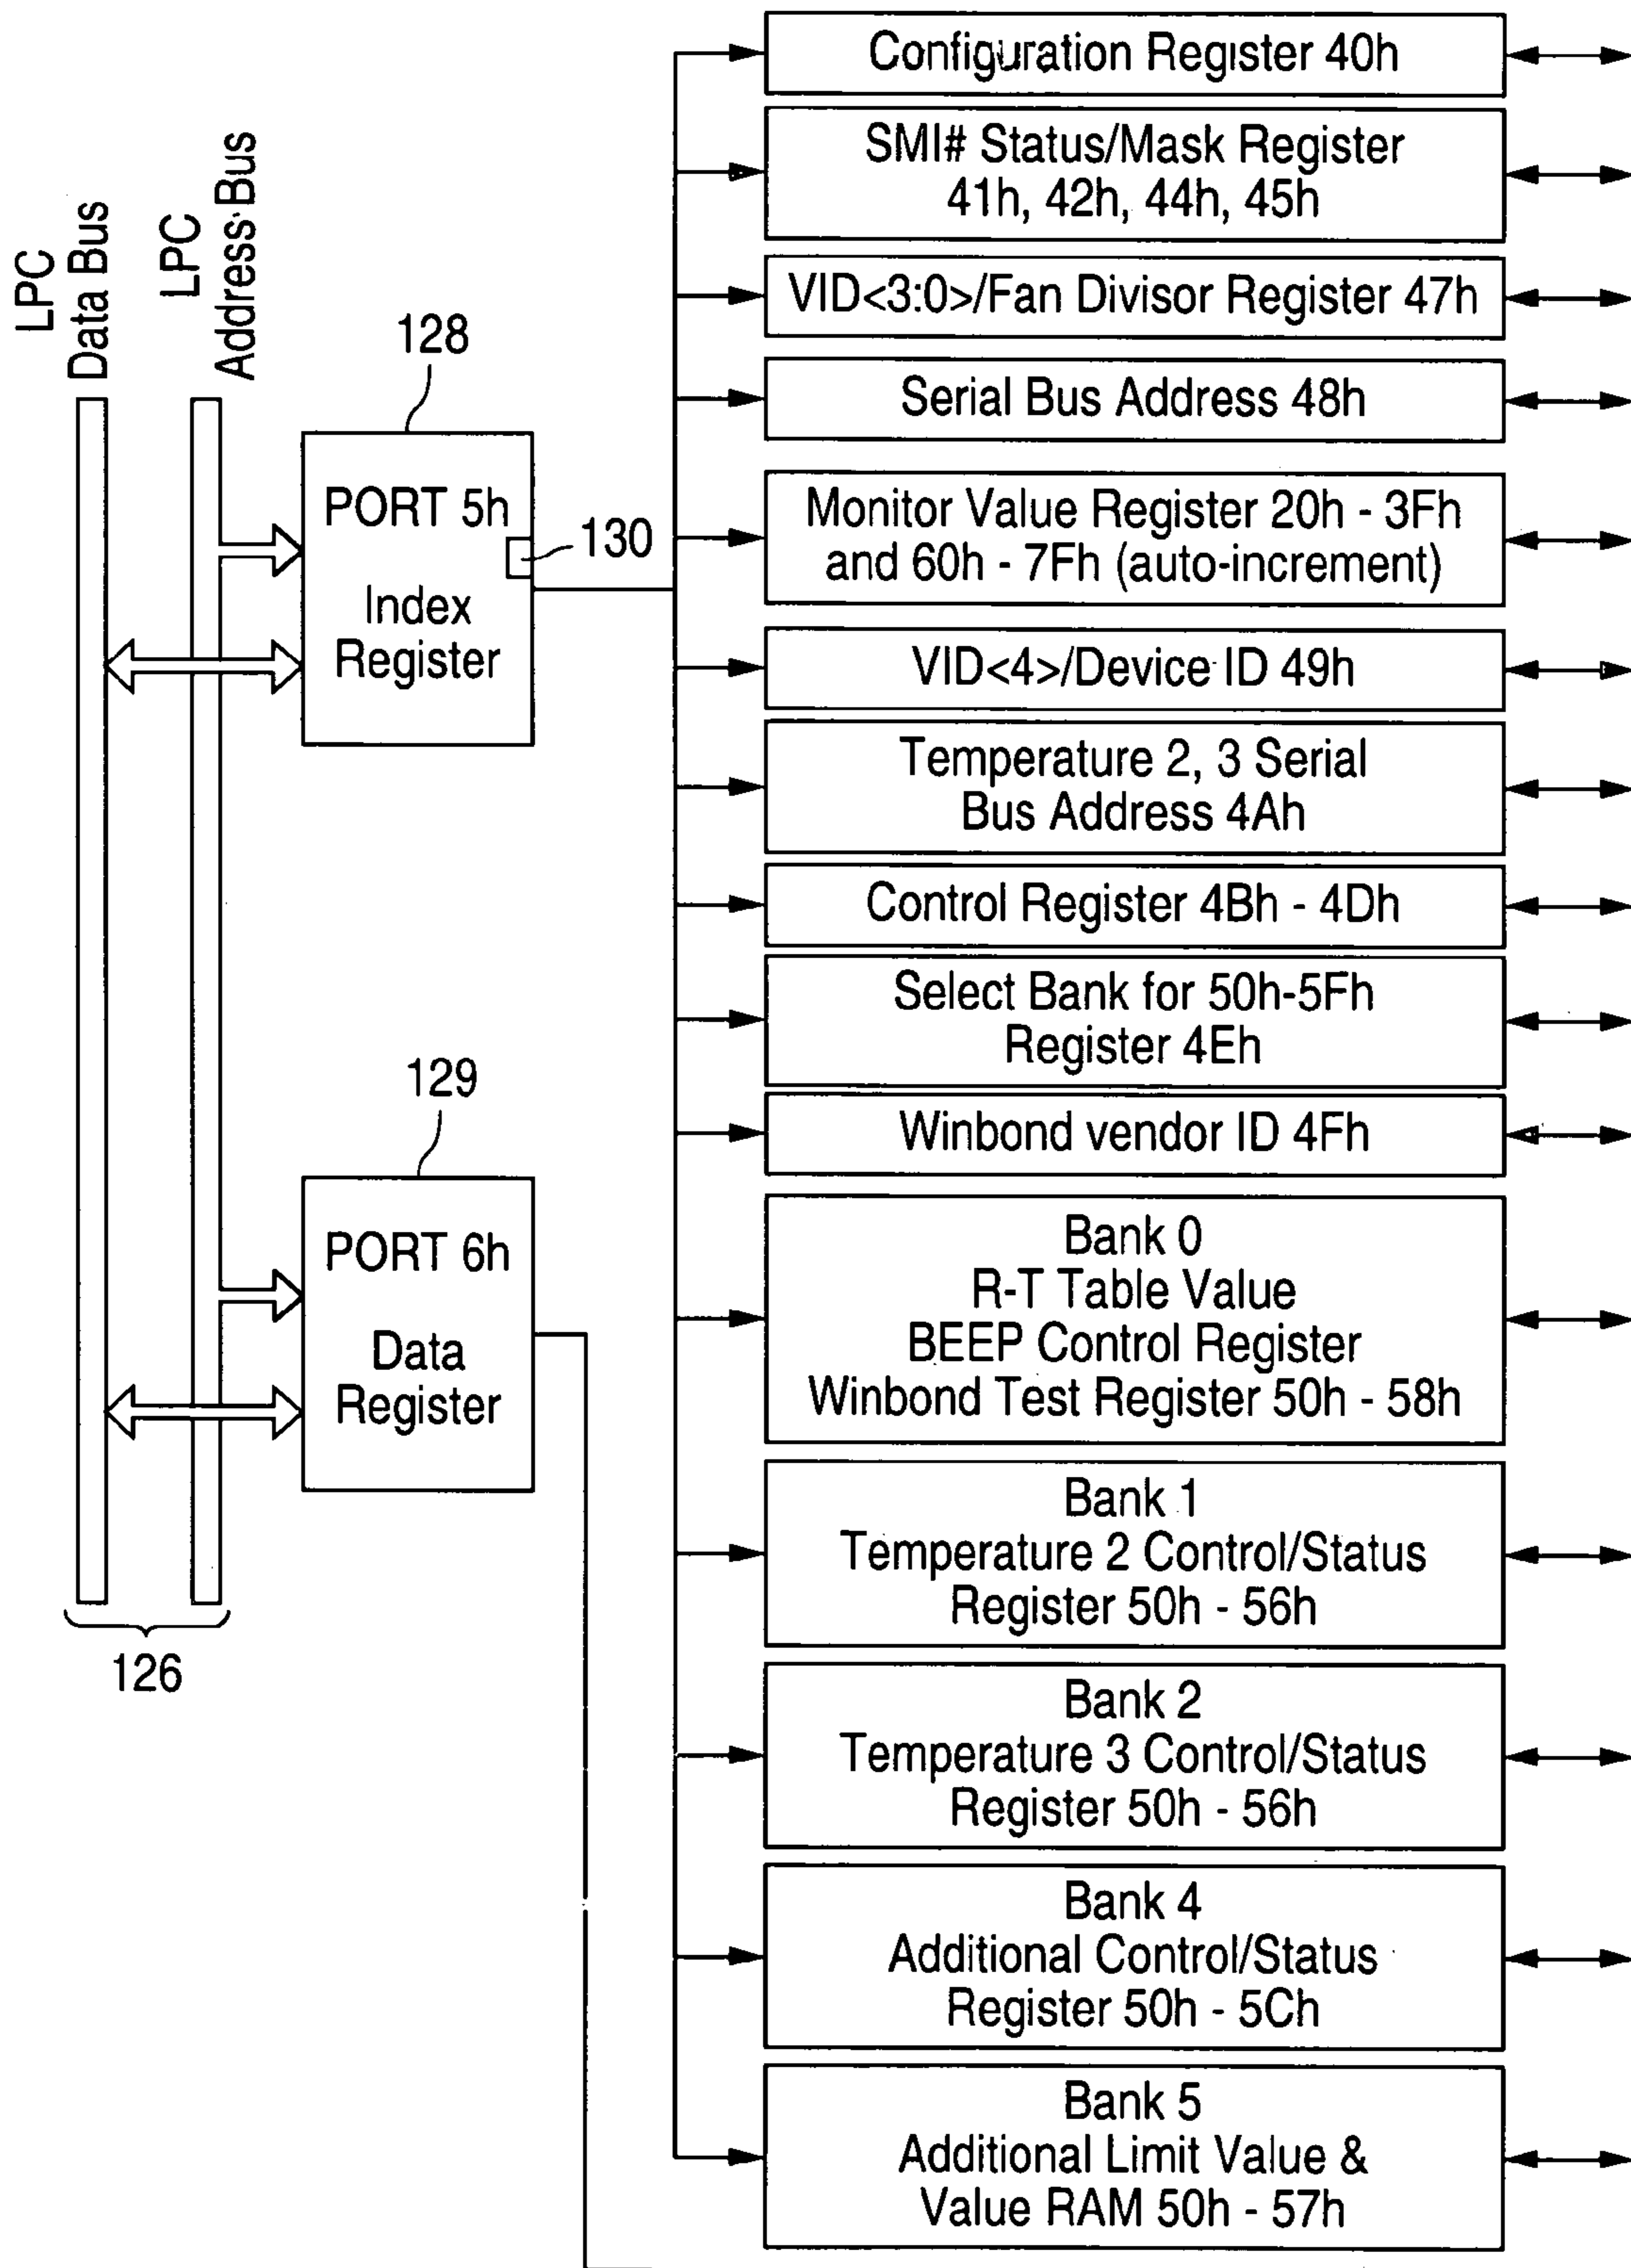 LPC
Data Bus
LPC
Address Bus
128
PORT 5h
130
Index
Register
129
PORT 6h
Data
Register
126
Configuration Register 40h
SMI# Status/Mask Register
41h, 42h, 44h, 45h
VID<3:0>/Fan Divisor Register 47h
Serial Bus Address 48h
Monitor Value Register 20h - 3Fh
and 60h - 7Fh (auto-increment)
VID<4>/Device ID 49h
Temperature 2, 3 Serial
Bus Address 4Ah
Control Register 4Bh - 4Dh
Select Bank for 50h-5Fh
Register 4Eh
Winbond vendor ID 4Fh
Bank 0
R-T Table Value
BEEP Control Register
Winbond Test Register 50h - 58h
Bank 1
Temperature 2 Control/Status
Register 50h - 56h
Bank 2
Temperature 3 Control/Status
Register 50h - 56h
Bank 4
Additional Control/Status
Register 50h - 5Ch
Bank 5
Additional Limit Value &
Value RAM 50h - 57h